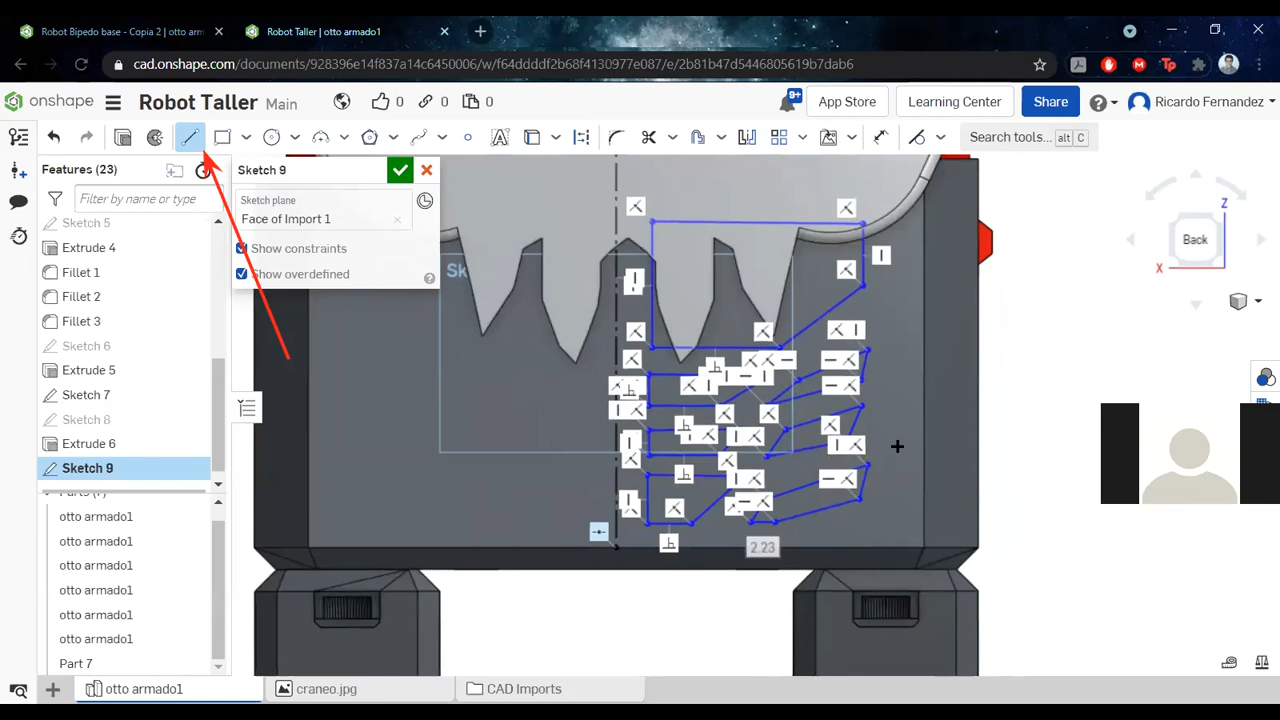 Robot Bipedo base - Copia 2 | otto arm
Robot Taller | otto armado1
cad.onshape.com/documents/928396e14f837a14c6450006/w/f64ddddf2b68f4130977e087/e/2b81b47d5446805619b7dab6
onshape
Robot Taller Main
0
0
0
9+
App Store
Learning Center
Share
Ricardo Fernandez
Search tools... alt C
Features (23)
Filter by name or type
Sketch 5
Extrude 4
Fillet 1
Fillet 2
Fillet 3
Sketch 6
Extrude 5
Sketch 7
Sketch 8
Extrude 6
Sketch 9
otto armado1
otto armado1
otto armado1
otto armado1
otto armado1
otto armado1
Part 7
Sketch 9
Sketch plane
Face of Import 1
Show constraints
Show overdefined
Sk
2.23
Z
Back
X
otto armado1
craneo.jpg
CAD Imports